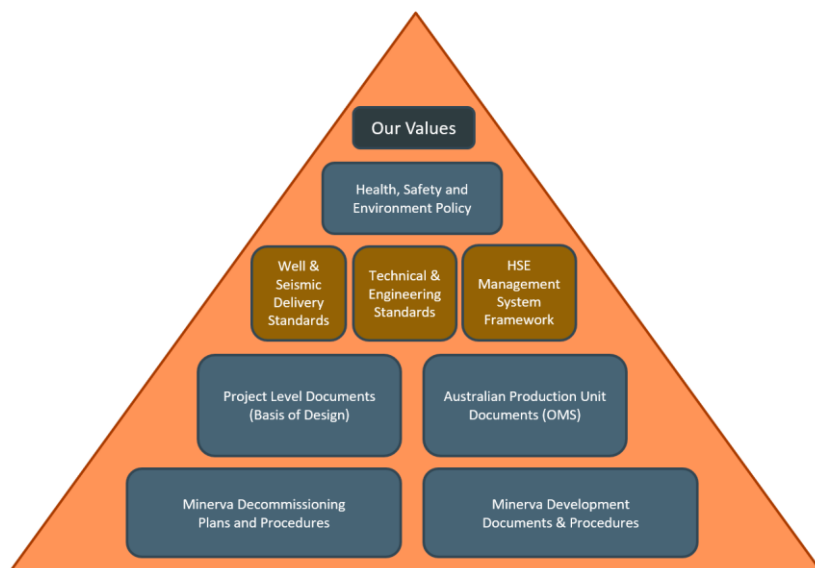 Our Values
Health, Safety and
Environment Policy
Well &
Seismic
Delivery
Standards
Technical &
Engineering
Standards
HSE
Management
System
Framework
Project Level Documents
(Basis of Design)
Australian Production Unit
Documents (OMS)
Minerva Decommissioning
Plans and Procedures
Minerva Development
Documents & Procedures